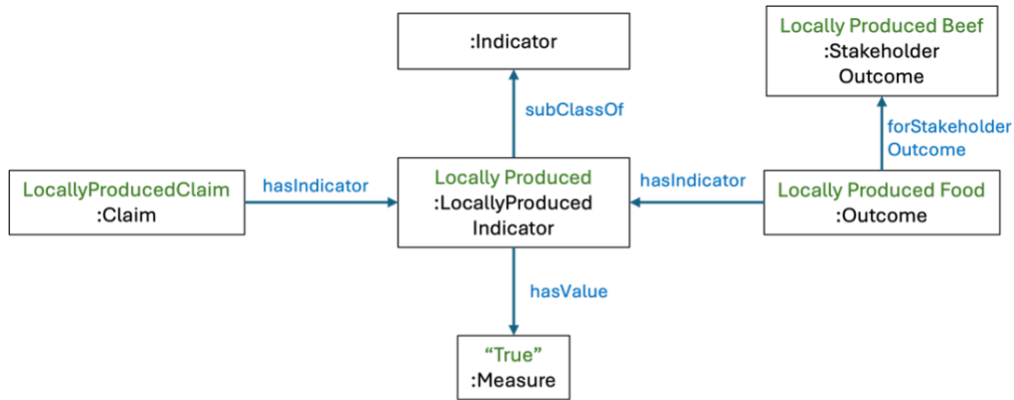 :Indicator
Locally Produced Beef
:Stakeholder
Outcome
subClassOf
forStakeholder
Outcome
LocallyProducedClaim
:Claim
hasIndicator
Locally Produced
:LocallyProduced
Indicator
hasIndicator
Locally Produced Food
:Outcome
hasValue
“True”
:Measure